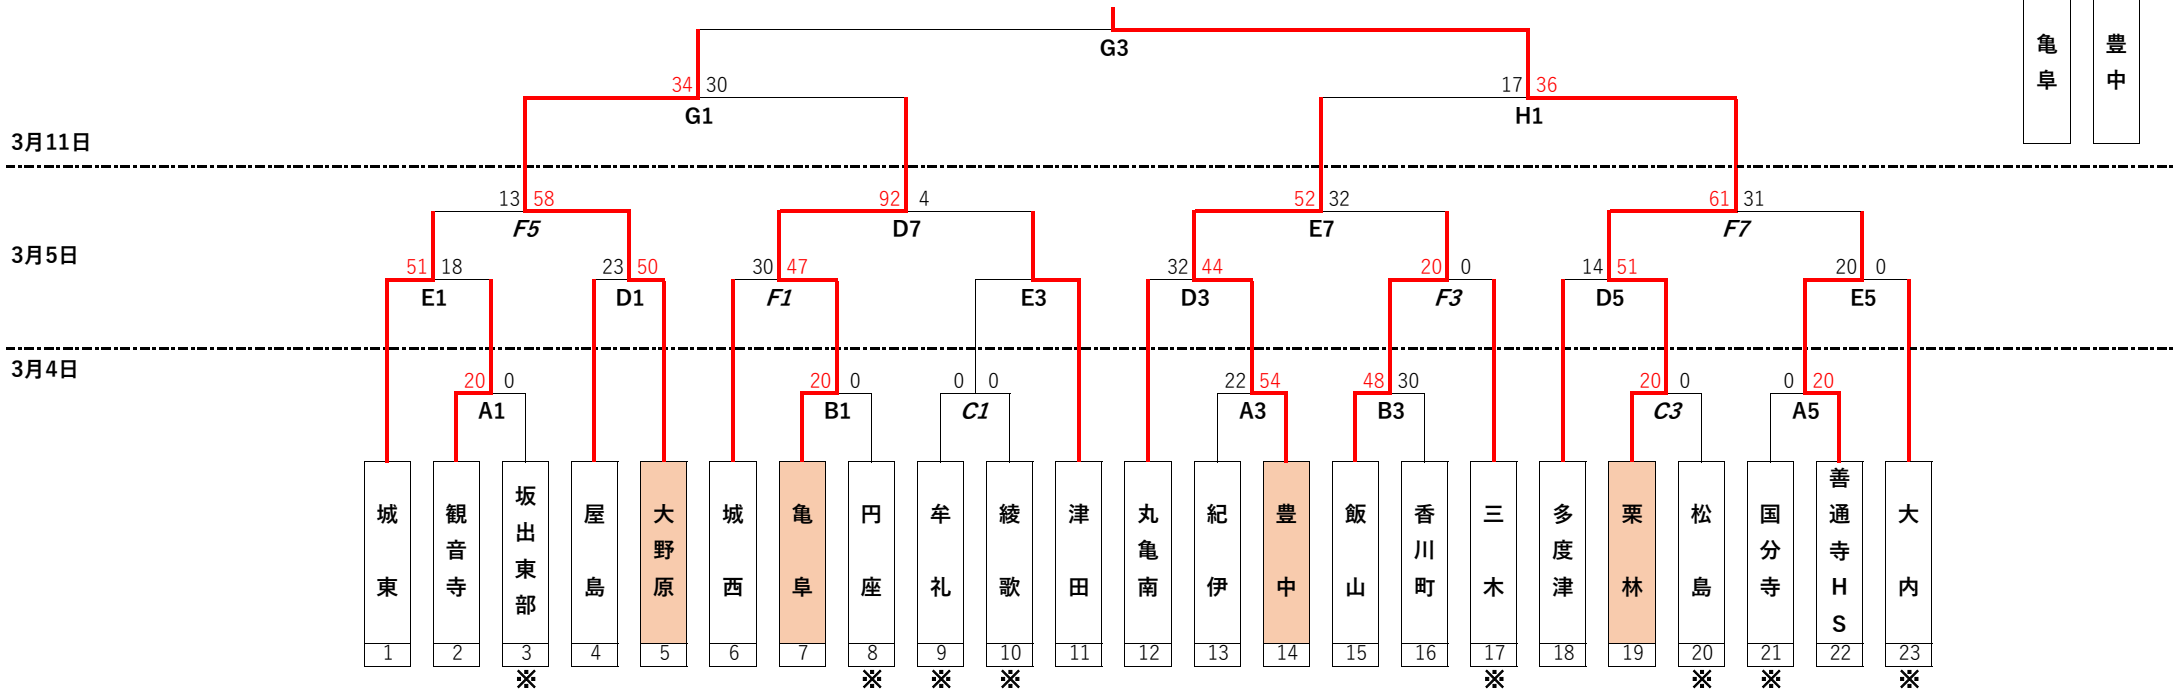 亀阜 豊中
G3
34 30 17 36
G1 H1
3月11日
13 58 92 4 52 32 61 31
F5 D7 E7 F7
3月5日
51 18 23 50 30 47 32 44 20 0 14 51 20 0
E1 D1 F1 E3 D3 F3 D5 E5
3月4日
20 0 20 0 0 0 22 54 48 30 20 0 0 20
A1 B1 C1 A3 B3 C3 A5
城東 観音寺 坂出東部 屋島 大野原 城西 亀阜 円座 牟礼 綾歌 津田 丸亀南 紀伊 豊中 飯山 香川町 三木 多度津 栗林 松島 国分寺 善通寺HS 大内
1 2 3 4 5 6 7 8 9 10 11 12 13 14 15 16 17 18 19 20 21 22 23
※ ※ ※ ※ ※ ※ ※ ※